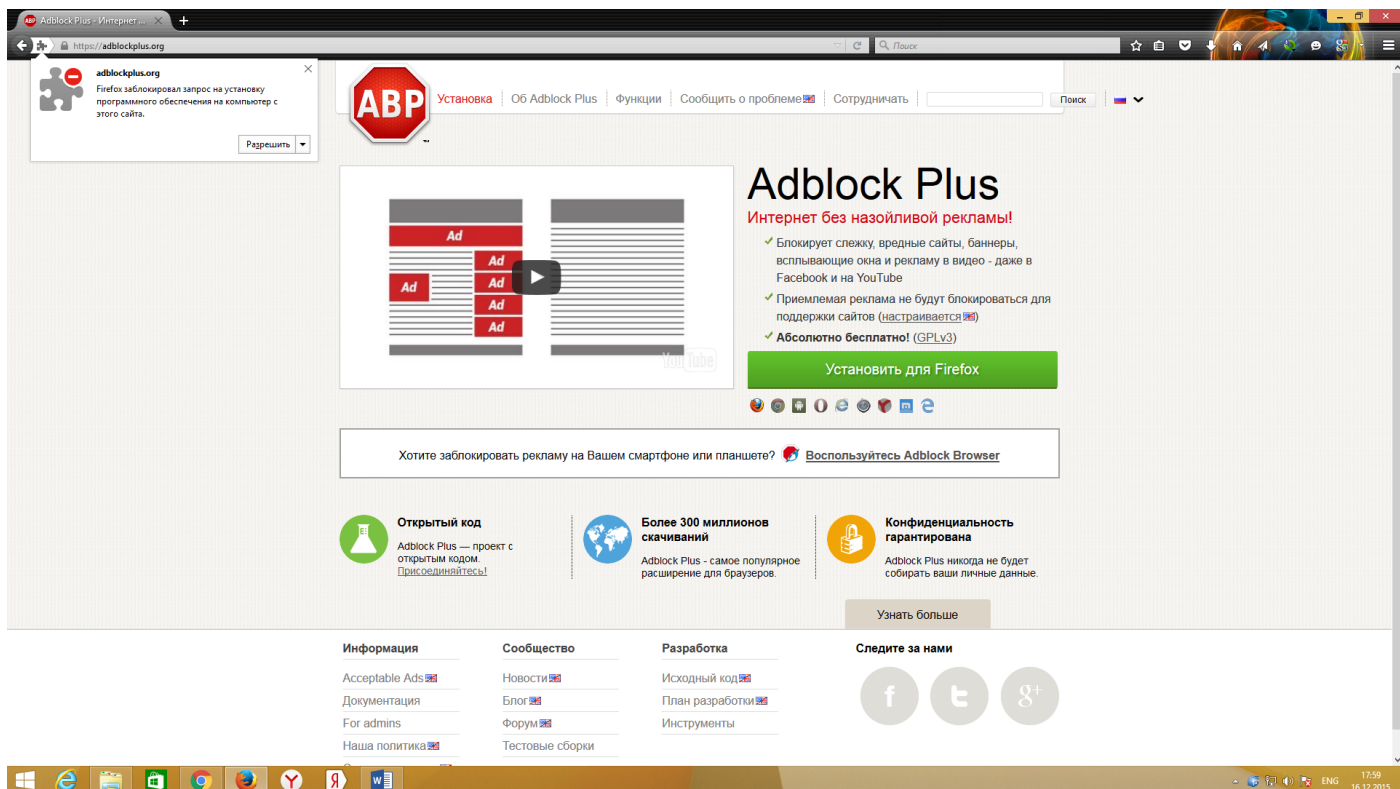 Adblock Plus - Интернет ...
https://adblockplus.org
Поиск
adblockplus.org
Firefox заблокировал запрос на установку
программного обеспечения на компьютер с
этого сайта.
Разрешить
ABP
Установка
Об Adblock Plus
Функции
Сообщить о проблеме
Сотрудничать
Поиск
Ad
Ad
Ad
Ad
Ad
Ad
YouTube
Adblock Plus
Интернет без назойливой рекламы!
Блокирует слежку, вредные сайты, баннеры,
всплывающие окна и рекламу в видео - даже в
Facebook и на YouTube
Приемлемая реклама не будут блокироваться для
поддержки сайтов (настраивается)
Абсолютно бесплатно! (GPLv3)
Установить для Firefox
Хотите заблокировать рекламу на Вашем смартфоне или планшете? Воспользуйтесь Adblock Browser
Открытый код
Adblock Plus — проект с
открытым кодом.
Присоединяйтесь!
Более 300 миллионов
скачиваний
Adblock Plus - самое популярное
расширение для браузеров.
Конфиденциальность
гарантирована
Adblock Plus никогда не будет
собирать ваши личные данные.
Узнать больше
Информация
Acceptable Ads
Документация
For admins
Наша политика
Сообщество
Новости
Блог
Форум
Тестовые сборки
Разработка
Исходный код
План разработки
Инструменты
Следите за нами
ENG
17:59
16.12.2015